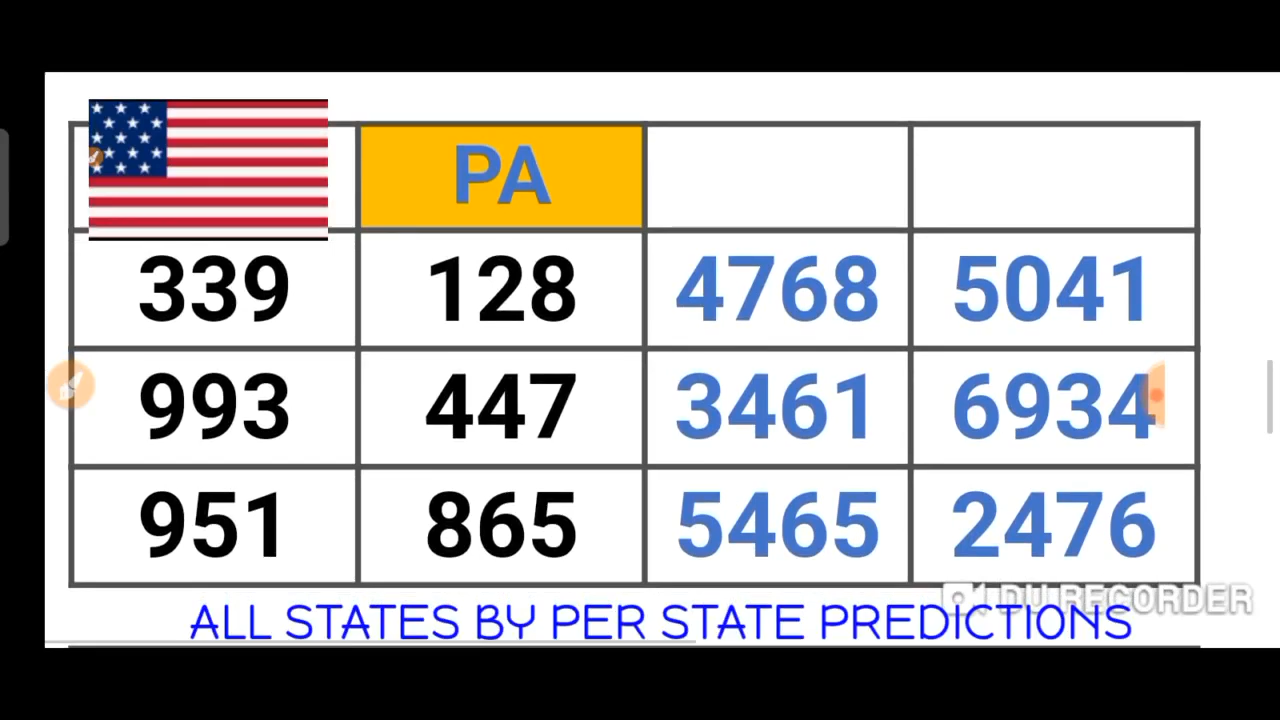 PA
339 128 4768 5041
993 447 3461 6934
951 865 5465 2476
DU RECORDER
ALL STATES BY PER STATE PREDICTIONS